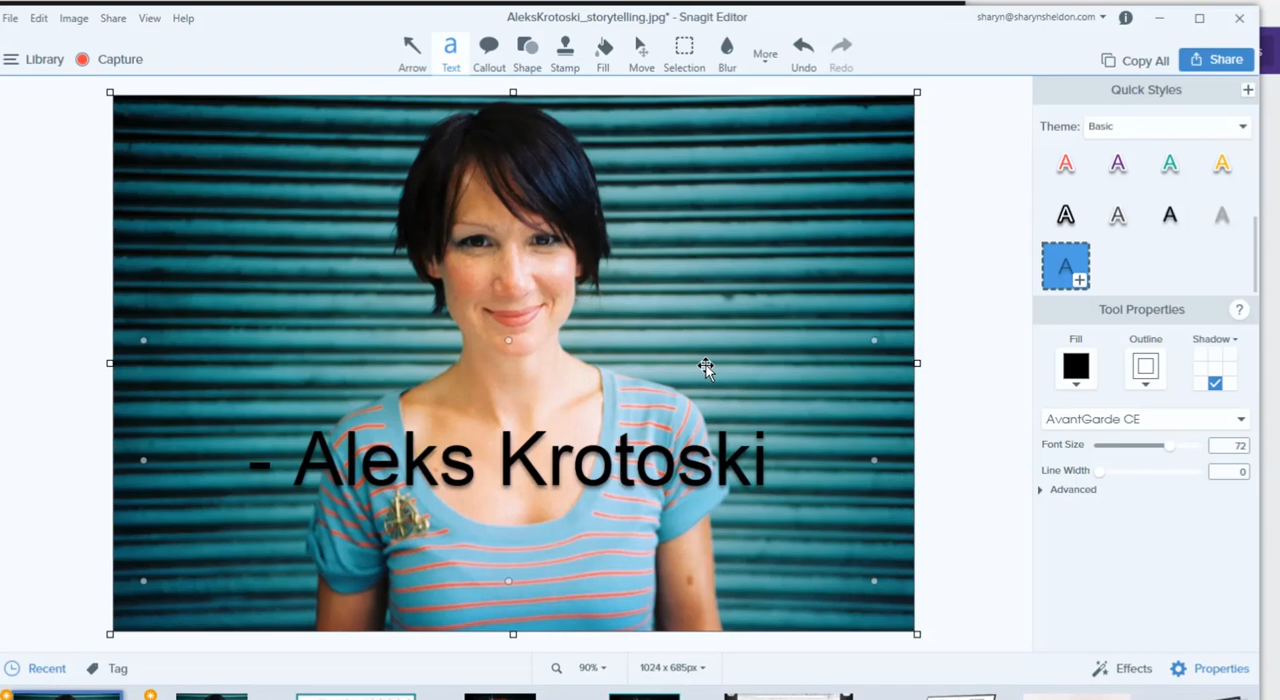 AleksKrotoski_storytelling.jpg* - Snagit Editor
File Edit Image Share View Help
sharyn@sharynsheldon.com
Library Capture
Arrow Text Callout Shape Stamp Fill Move Selection Blur More Undo Redo
Copy All Share
Quick Styles
Theme: Basic
A A A A
A A A A
A
Tool Properties ?
Fill Outline Shadow
AvantGarde CE
Font Size 72
Line Width 0
Advanced
- Aleks Krotoski
Recent Tag 90% 1024 x 685px Effects Properties